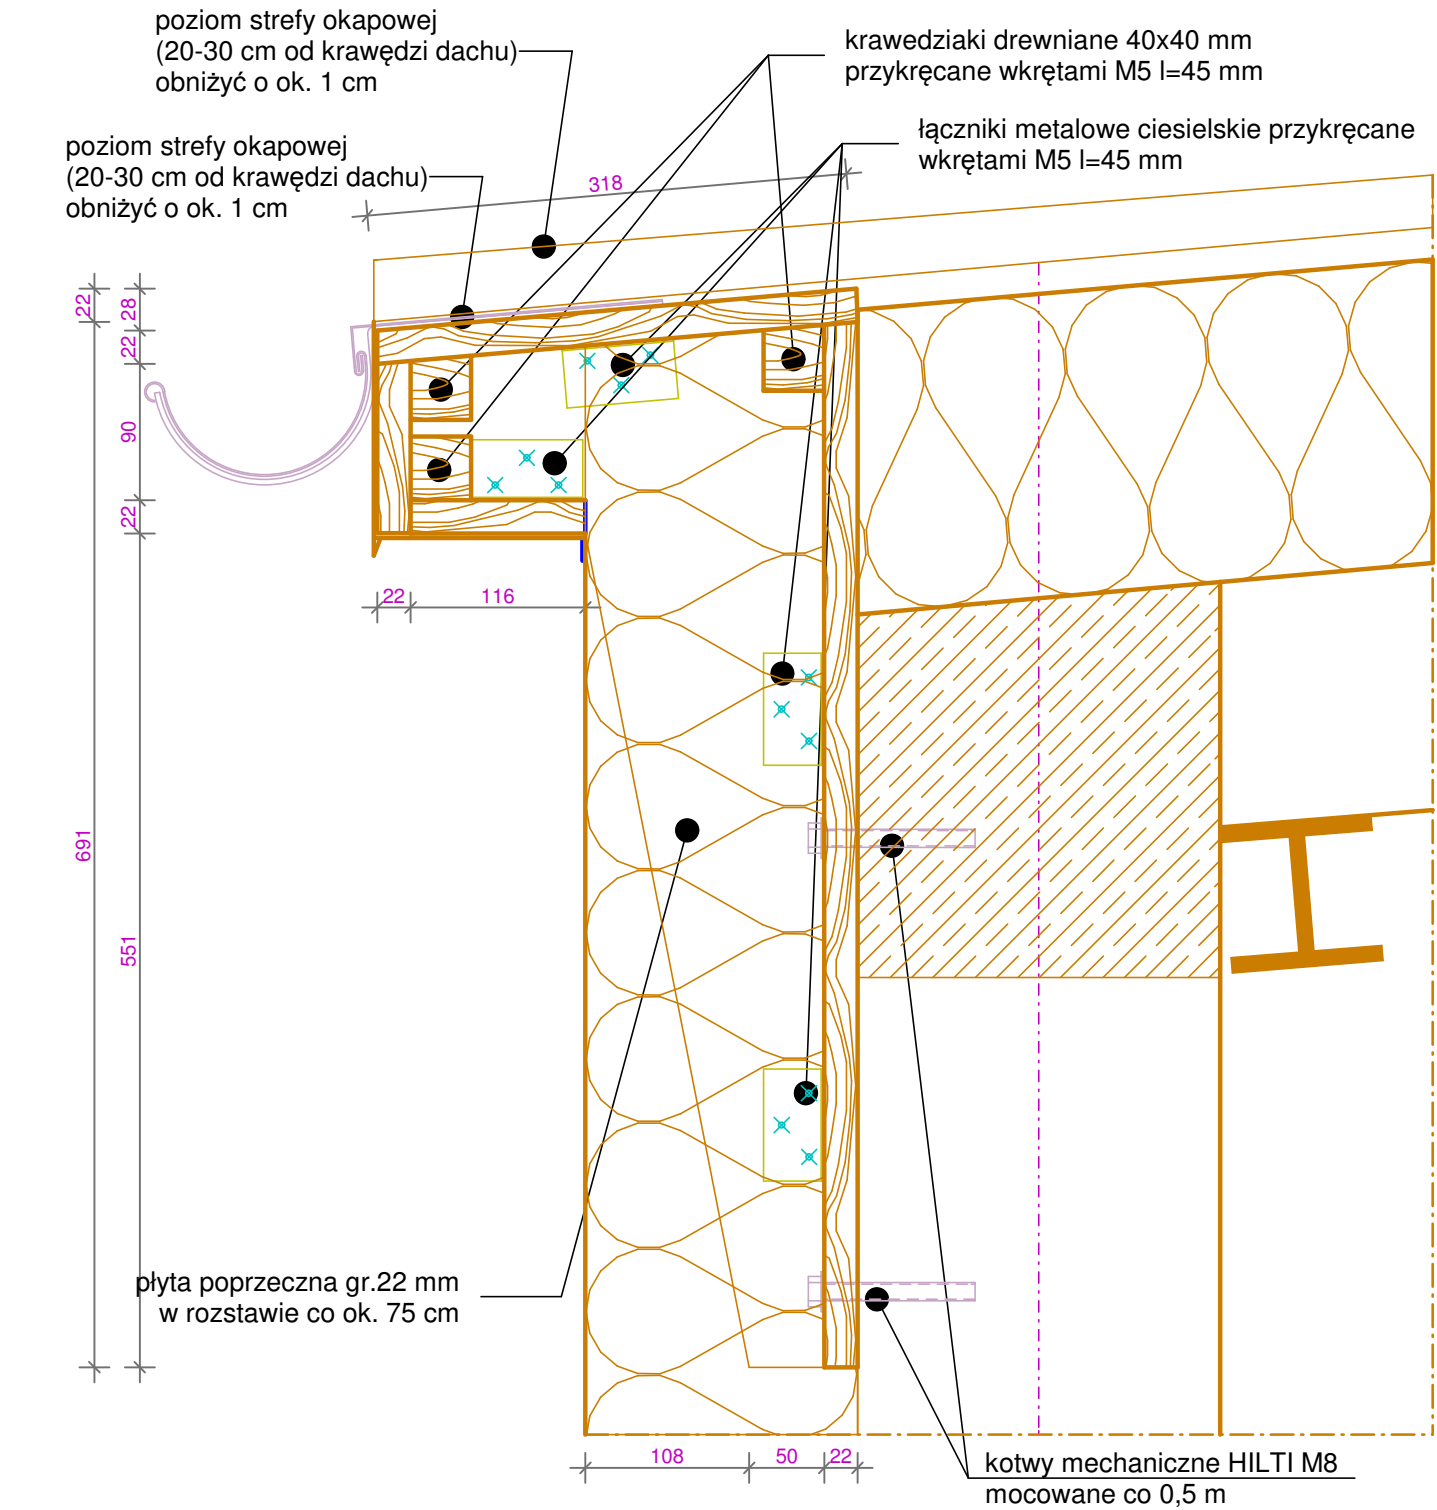 poziom strefy okapowej
(20-30 cm od krawędzi dachu)
obniżyć o ok. 1 cm
krawedziaki drewniane 40x40 mm
przykręcane wkrętami M5 l=45 mm
łączniki metalowe ciesielskie przykręcane
wkrętami M5 l=45 mm
poziom strefy okapowej
(20-30 cm od krawędzi dachu)
obniżyć o ok. 1 cm
318
22
28
22
90
22
22
116
691
551
płyta poprzeczna gr.22 mm
w rozstawie co ok. 75 cm
108
50
22
kotwy mechaniczne HILTI M8
mocowane co 0,5 m